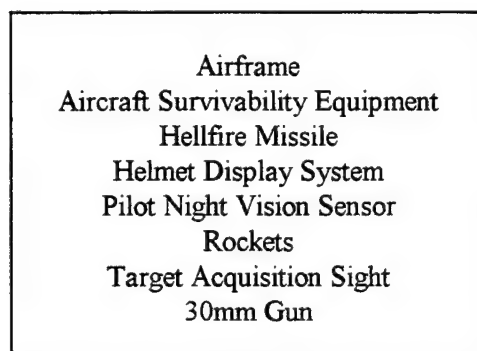 Airframe
Aircraft Survivability Equipment
Hellfire Missile
Helmet Display System
Pilot Night Vision Sensor
Rockets
Target Acquisition Sight
30mm Gun